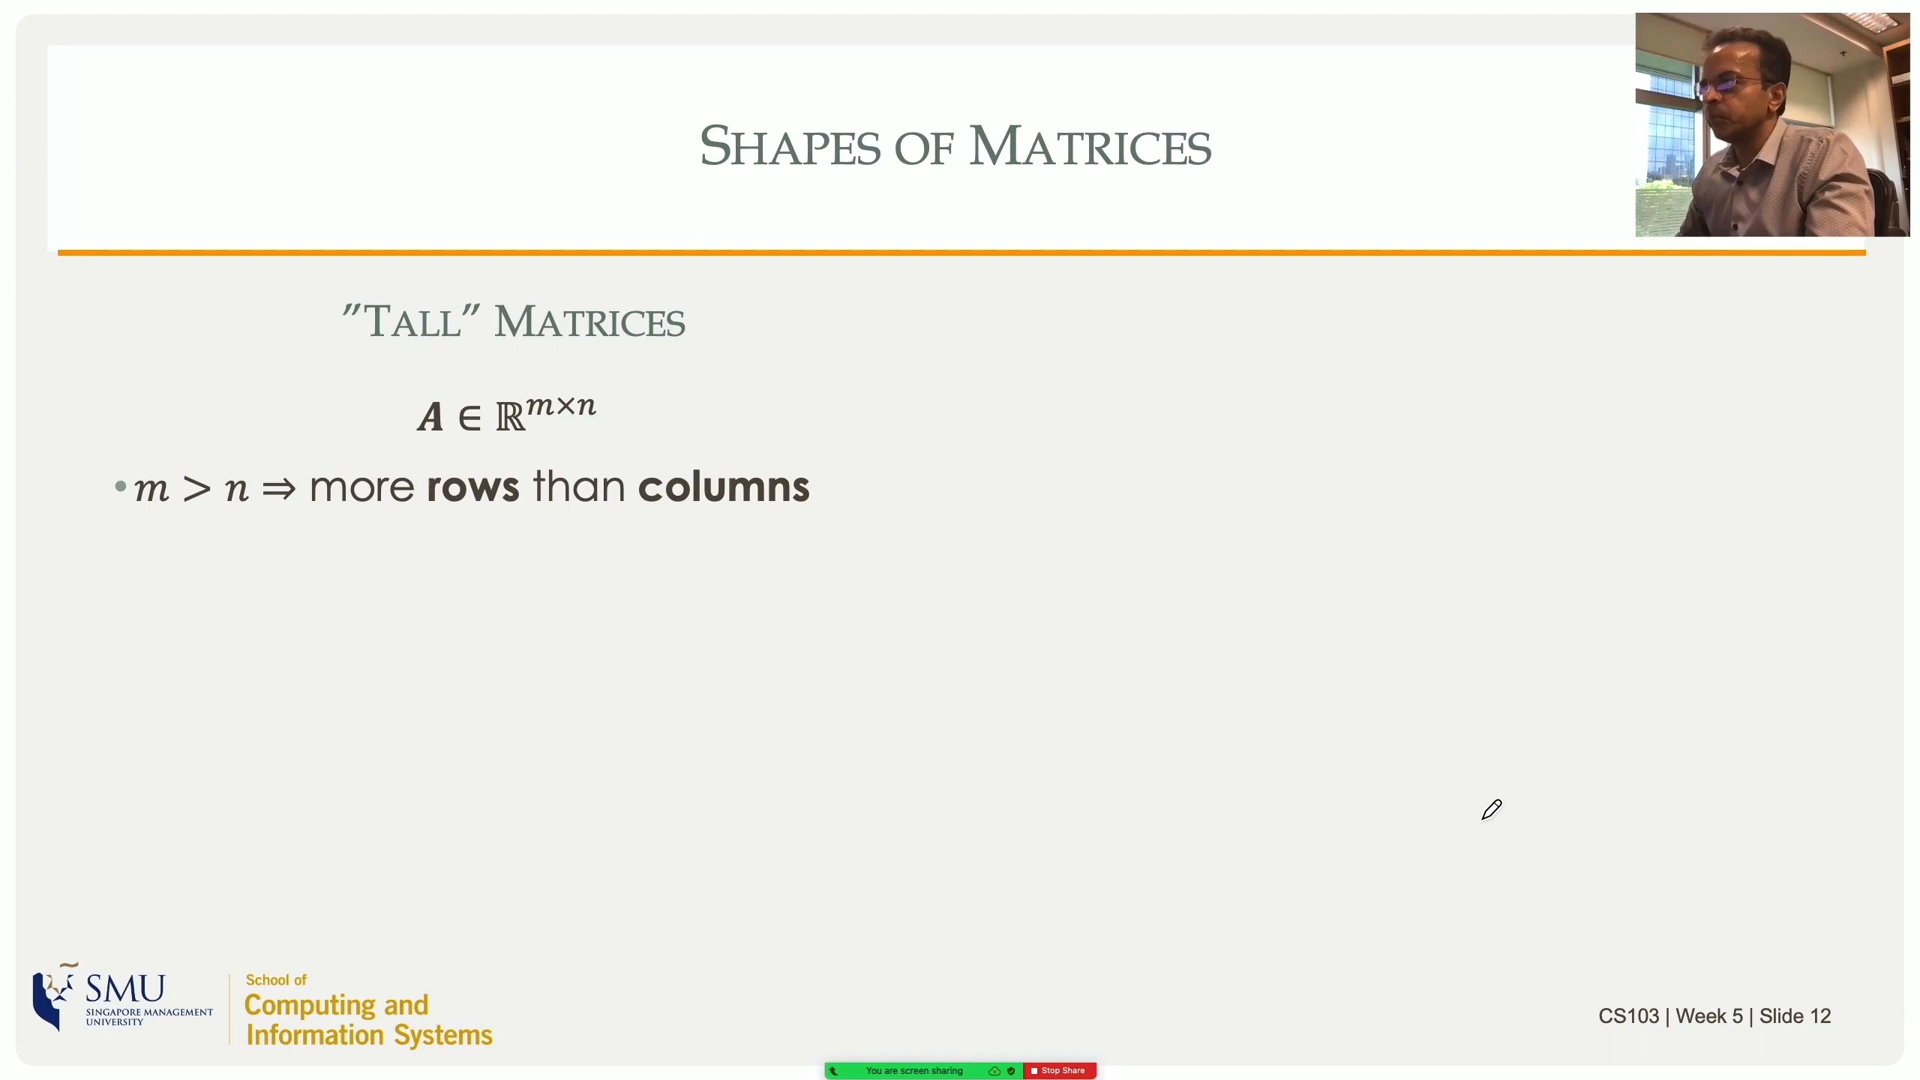 SHAPES OF MATRICES
”TALL” MATRICES
𝑨 ∈ ℝ^{𝑚×𝑛}
•𝑚 > 𝑛 ⇒ more rows than columns
SMU
SINGAPORE MANAGEMENT
UNIVERSITY
School of
Computing and
Information Systems
CS103 | Week 5 | Slide 12
You are screen sharing
Stop Share